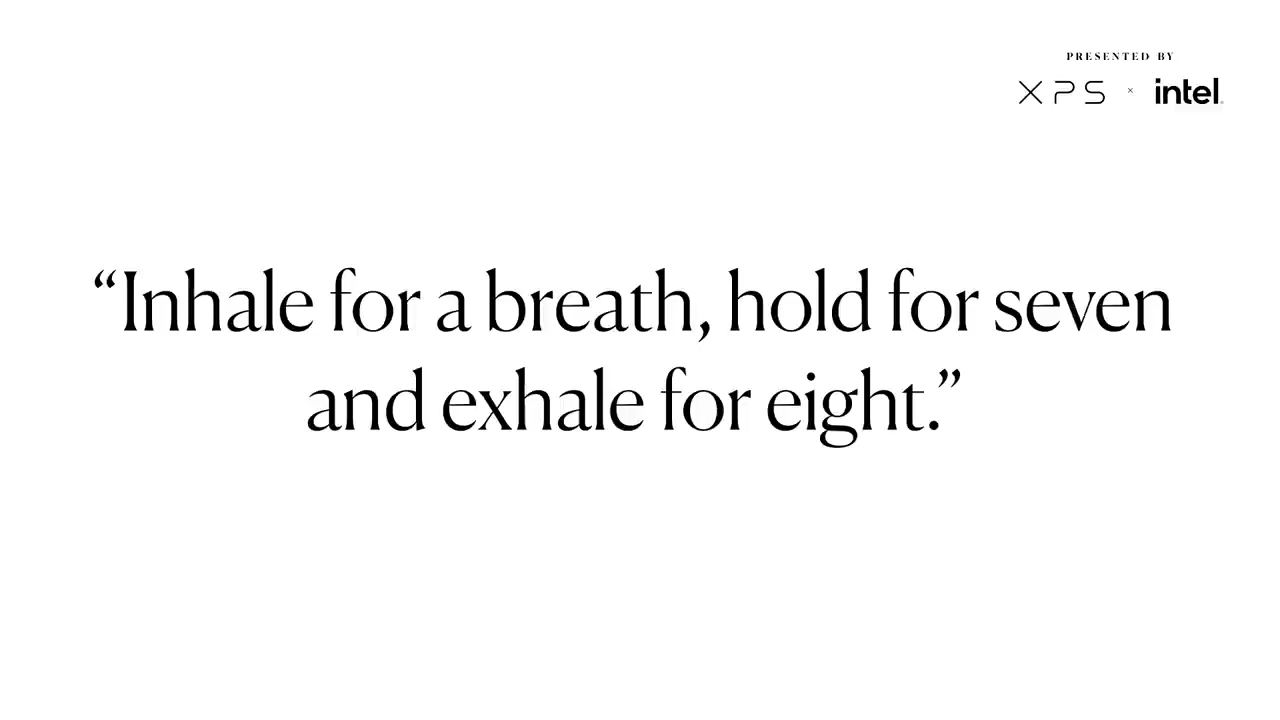 PRESENTED BY
XPS × intel.
“Inhale for a breath, hold for seven
and exhale for eight.”